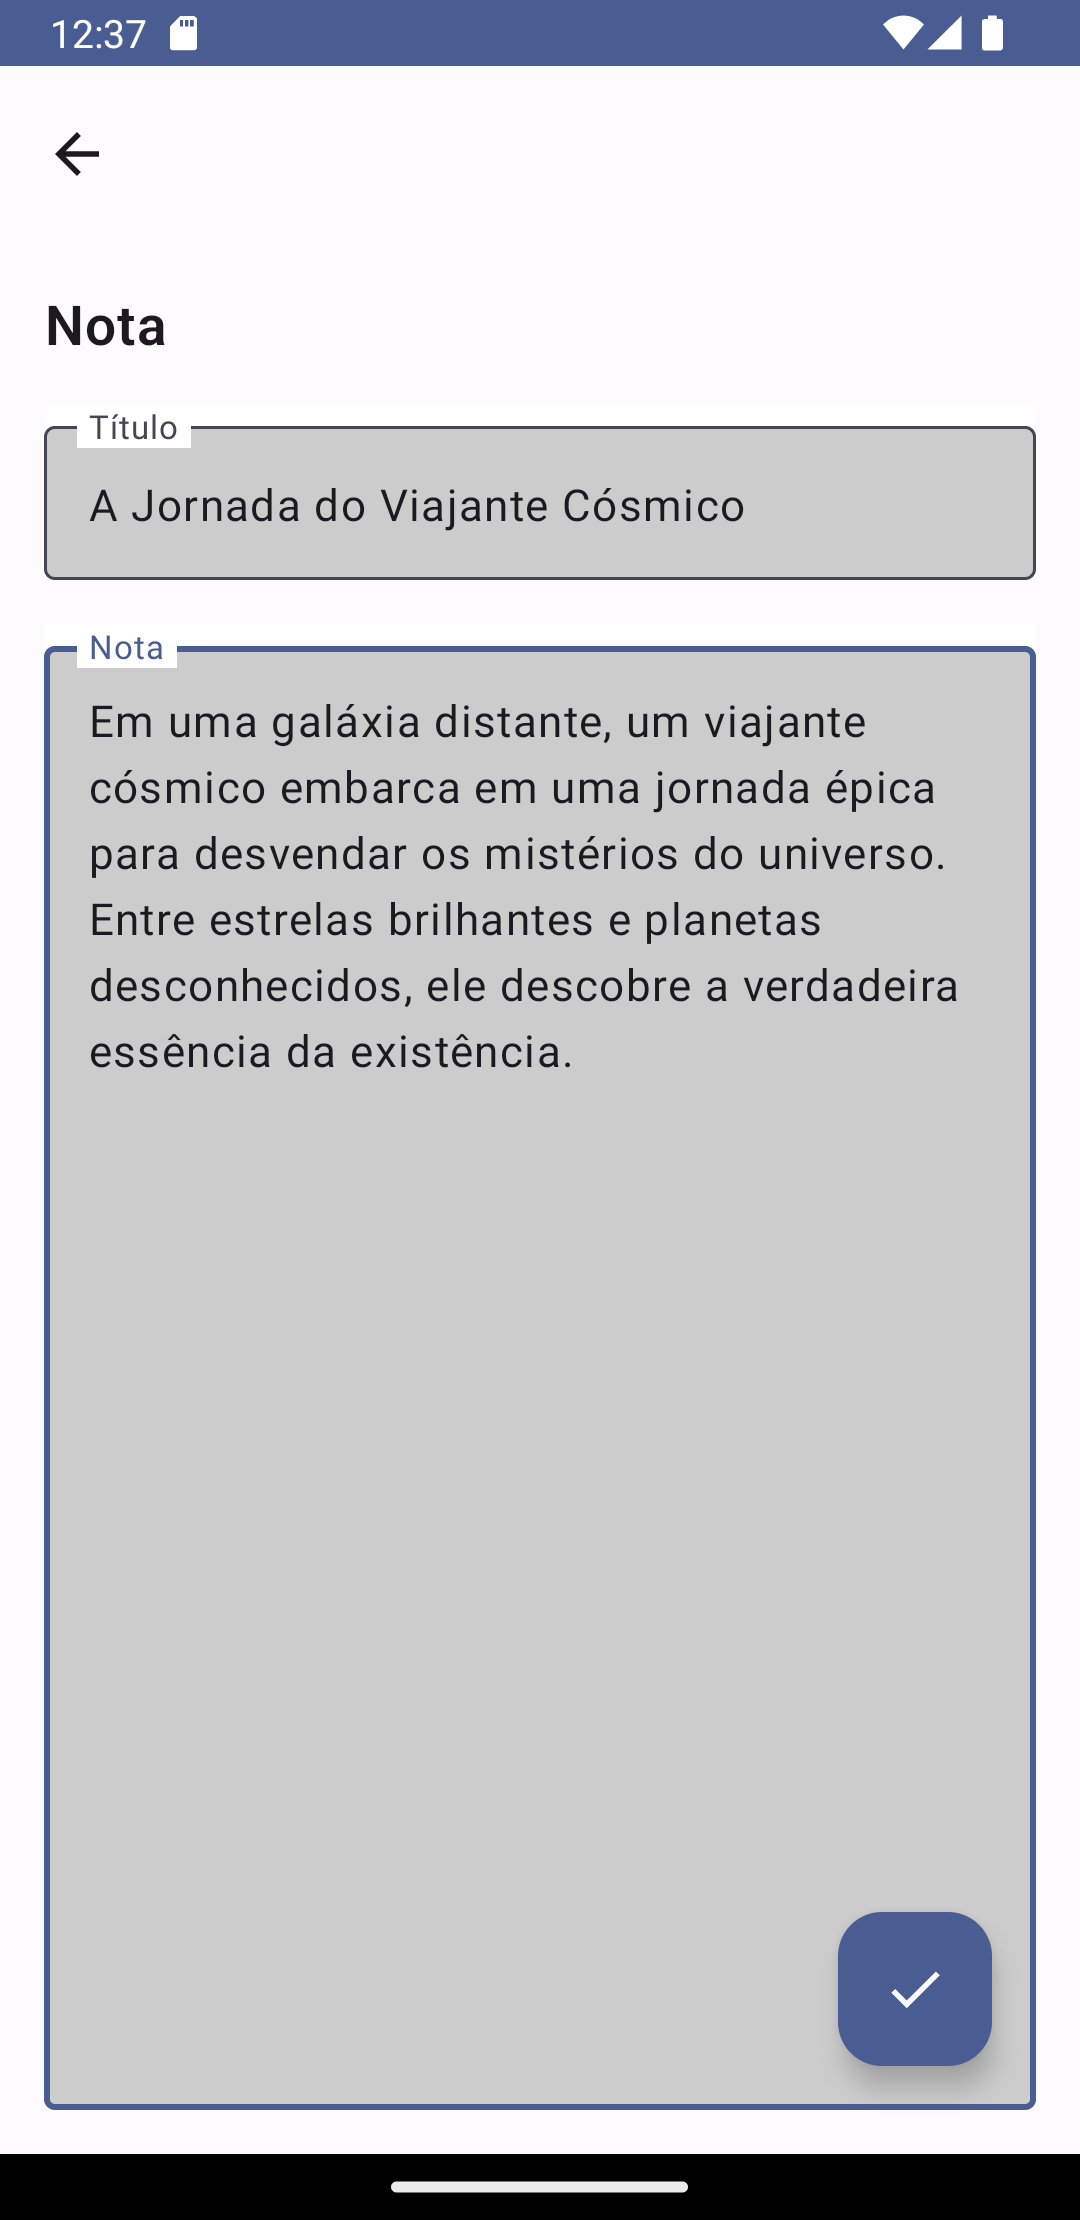 12:37
Nota
Título
A Jornada do Viajante Cósmico
Nota
Em uma galáxia distante, um viajante
cósmico embarca em uma jornada épica
para desvendar os mistérios do universo.
Entre estrelas brilhantes e planetas
desconhecidos, ele descobre a verdadeira
essência da existência.